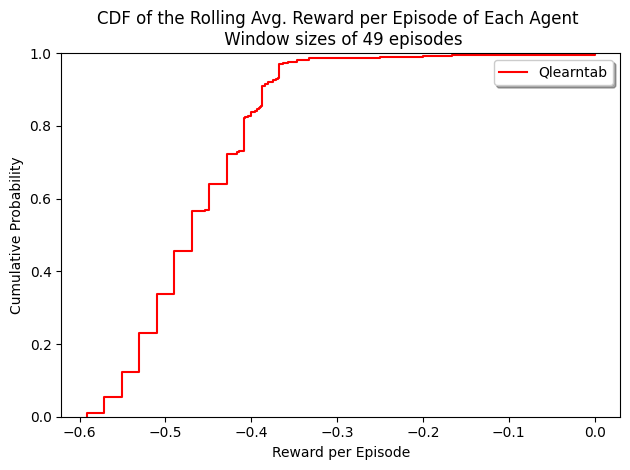 CDF of the Rolling Avg. Reward per Episode of Each Agent
Window sizes of 49 episodes
Qlearntab
Cumulative Probability
1.0
0.8
0.6
0.4
0.2
0.0
−0.6
−0.5
−0.4
−0.3
−0.2
−0.1
0.0
Reward per Episode